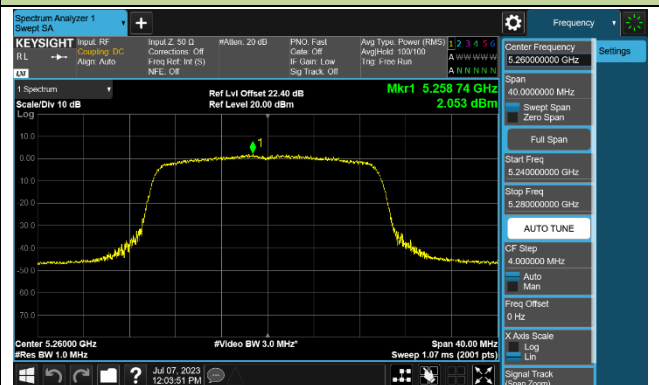 Spectrum Analyzer 1
Swept SA
Frequency
KEYSIGHT
RL
LXI
Input: RF
Coupling: DC
Align: Auto
Input Z: 50 Ω
Corrections: Off
Freq Ref: Int (S)
NFE: Off
#Atten: 20 dB
PNO: Fast
Gate: Off
IF Gain: Low
Sig Track: Off
Avg Type: Power (RMS)
Avg|Hold: 100/100
Trig: Free Run
1 2 3 4 5 6
A W W W W W
A N N N N N
1 Spectrum
Scale/Div 10 dB
Log
Ref Lvl Offset 22.40 dB
Ref Level 20.00 dBm
Mkr1 5.258 74 GHz
2.053 dBm
1
10.0
0.00
-10.0
-20.0
-30.0
-40.0
-50.0
-60.0
-70.0
Center 5.26000 GHz
#Res BW 1.0 MHz
#Video BW 3.0 MHz*
Span 40.00 MHz
Sweep 1.07 ms (2001 pts)
Center Frequency
5.260000000 GHz
Settings
Span
40.0000000 MHz
Swept Span
Zero Span
Full Span
Start Freq
5.240000000 GHz
Stop Freq
5.280000000 GHz
AUTO TUNE
CF Step
4.000000 MHz
Auto
Man
Freq Offset
0 Hz
X Axis Scale
Log
Lin
Signal Track
(Span Zoom)
Jul 07, 2023
12:03:51 PM